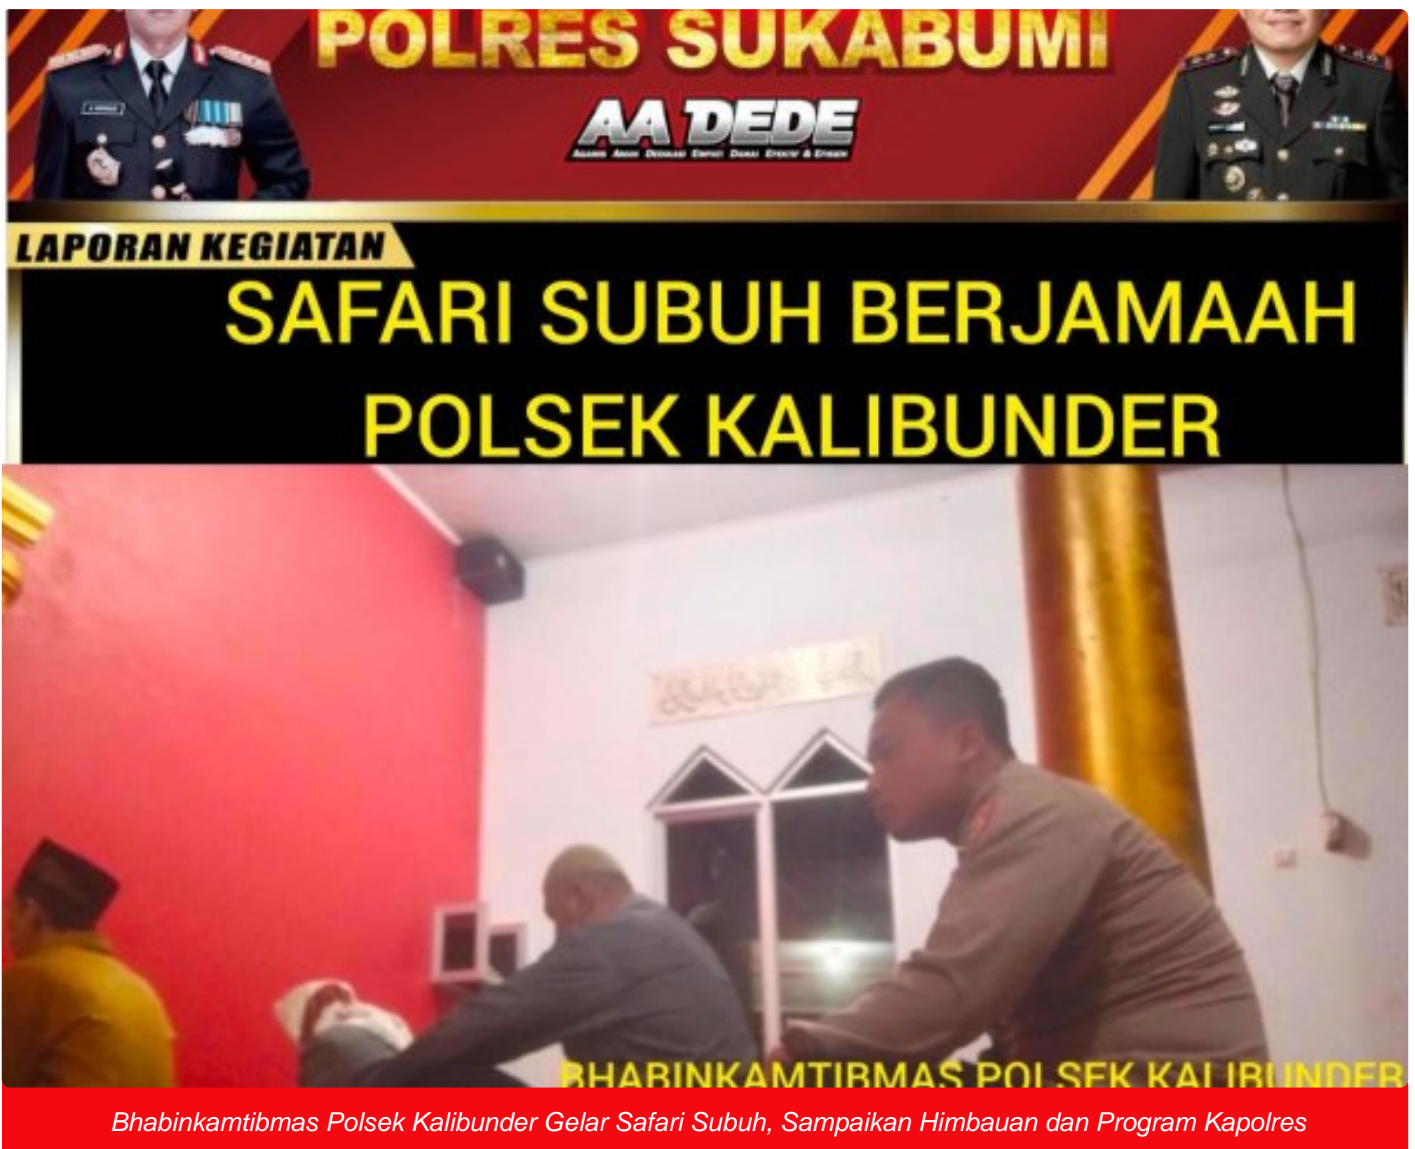 POLRES SUKABUMI
AA DEDE
LAPORAN KEGIATAN
SAFARI SUBUH BERJAMAAH
POLSEK KALIBUNDER
BHABINKAMTIBMAS POLSEK KALIBUNDER
Bhabinkamtibmas Polsek Kalibunder Gelar Safari Subuh, Sampaikan Himbauan dan Program Kapolres